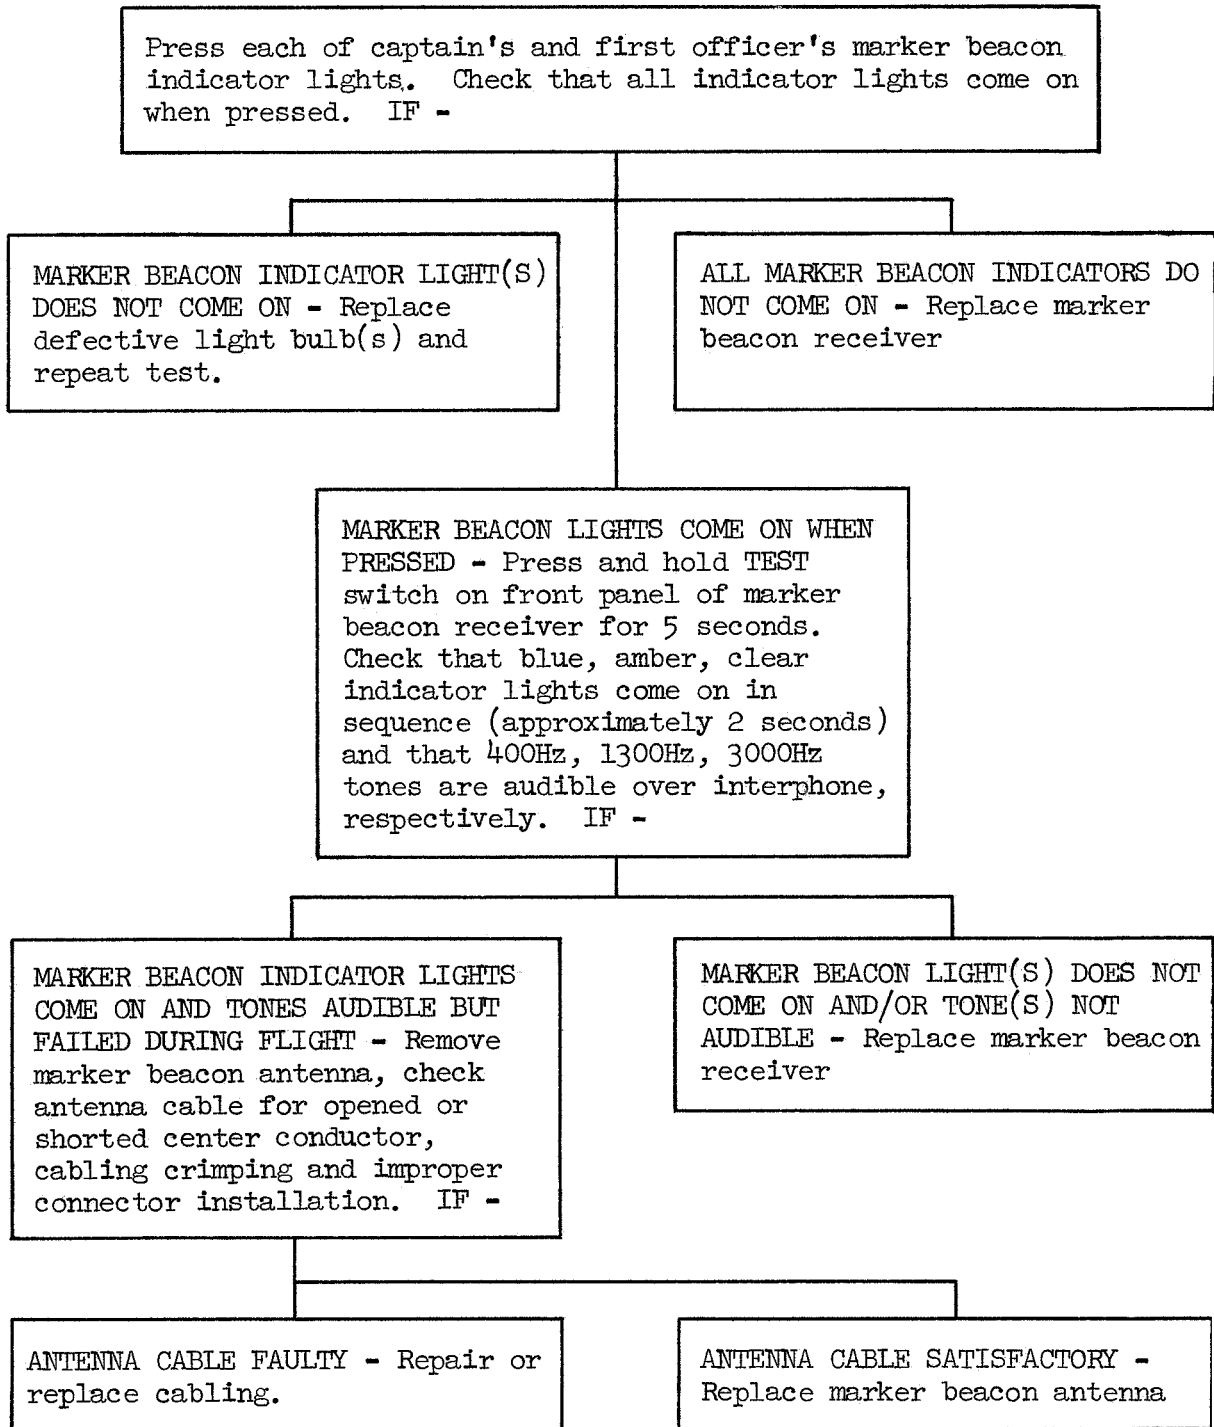 Press each of captain's and first officer's marker beacon
indicator lights. Check that all indicator lights come on
when pressed. IF -
MARKER BEACON INDICATOR LIGHT(S)
DOES NOT COME ON - Replace
defective light bulb(s) and
repeat test.
ALL MARKER BEACON INDICATORS DO
NOT COME ON - Replace marker
beacon receiver
MARKER BEACON LIGHTS COME ON WHEN
PRESSED - Press and hold TEST
switch on front panel of marker
beacon receiver for 5 seconds.
Check that blue, amber, clear
indicator lights come on in
sequence (approximately 2 seconds)
and that 400Hz, 1300Hz, 3000Hz
tones are audible over interphone,
respectively. IF -
MARKER BEACON INDICATOR LIGHTS
COME ON AND TONES AUDIBLE BUT
FAILED DURING FLIGHT - Remove
marker beacon antenna, check
antenna cable for opened or
shorted center conductor,
cabling crimping and improper
connector installation. IF -
MARKER BEACON LIGHT(S) DOES NOT
COME ON AND/OR TONE(S) NOT
AUDIBLE - Replace marker beacon
receiver
ANTENNA CABLE FAULTY - Repair or
replace cabling.
ANTENNA CABLE SATISFACTORY -
Replace marker beacon antenna